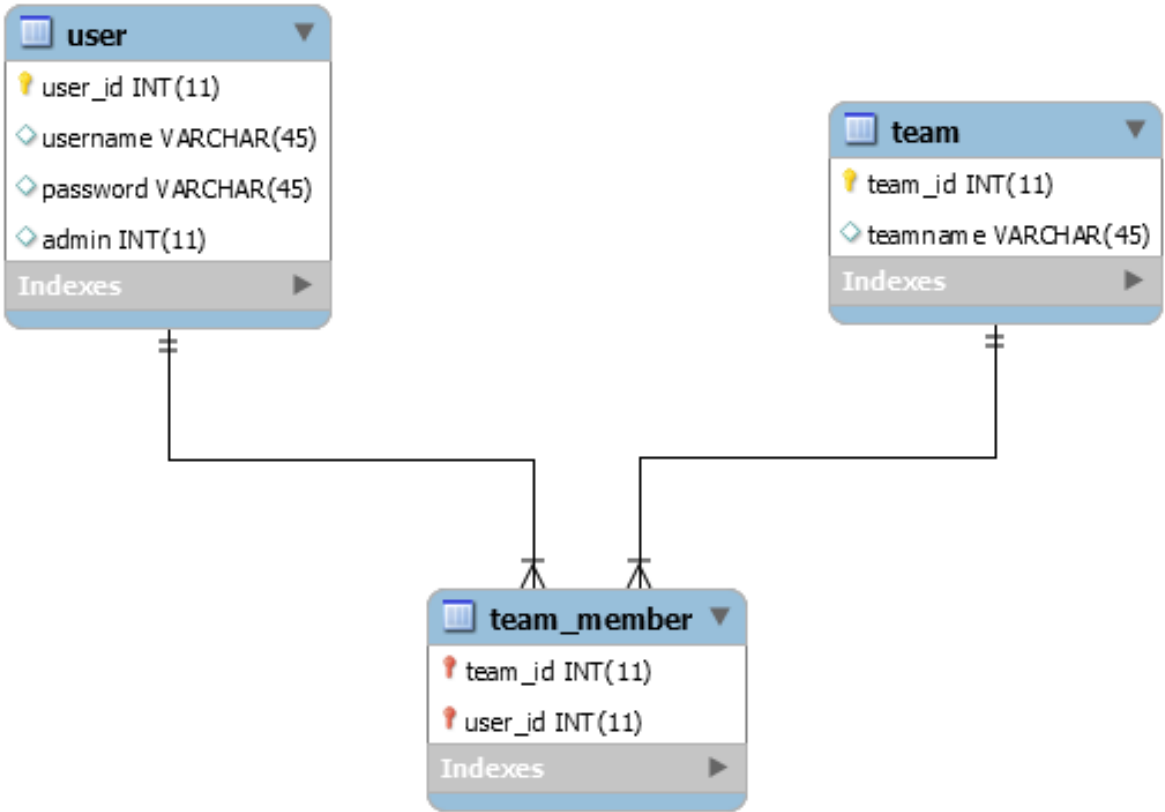 user
user_id INT(11)
username VARCHAR(45)
password VARCHAR(45)
admin INT(11)
Indexes
team
team_id INT(11)
teamname VARCHAR(45)
Indexes
team_member
team_id INT(11)
user_id INT(11)
Indexes